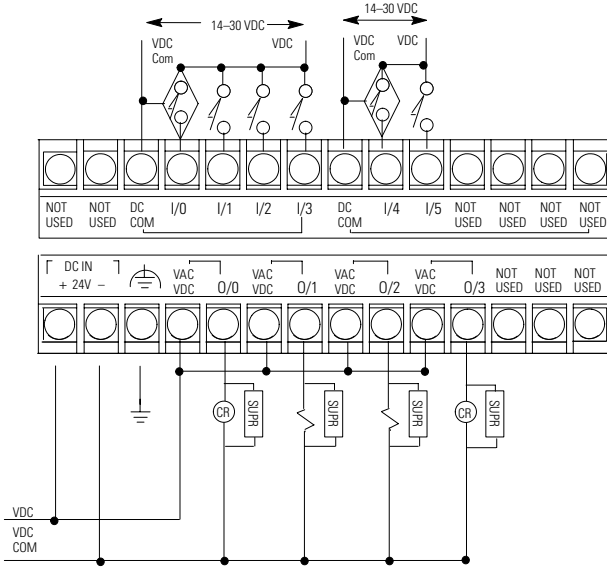 14–30 VDC
14–30 VDC
VDC
Com
VDC
VDC
Com
VDC
NOT
USED
NOT
USED
DC
COM
I/0
I/1
I/2
I/3
DC
COM
I/4
I/5
NOT
USED
NOT
USED
NOT
USED
NOT
USED
DC IN
+ 24V –
VAC
VDC
O/0
VAC
VDC
O/1
VAC
VDC
O/2
VAC
VDC
O/3
NOT
USED
NOT
USED
NOT
USED
CR
SUPR
SUPR
SUPR
CR
SUPR
VDC
VDC
COM